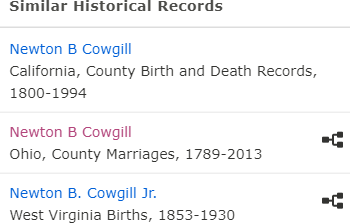 Similar Historical Records
Newton B Cowgill
California, County Birth and Death Records,
1800-1994
Newton B Cowgill
Ohio, County Marriages, 1789-2013
Newton B. Cowgill Jr.
West Virginia Births, 1853-1930